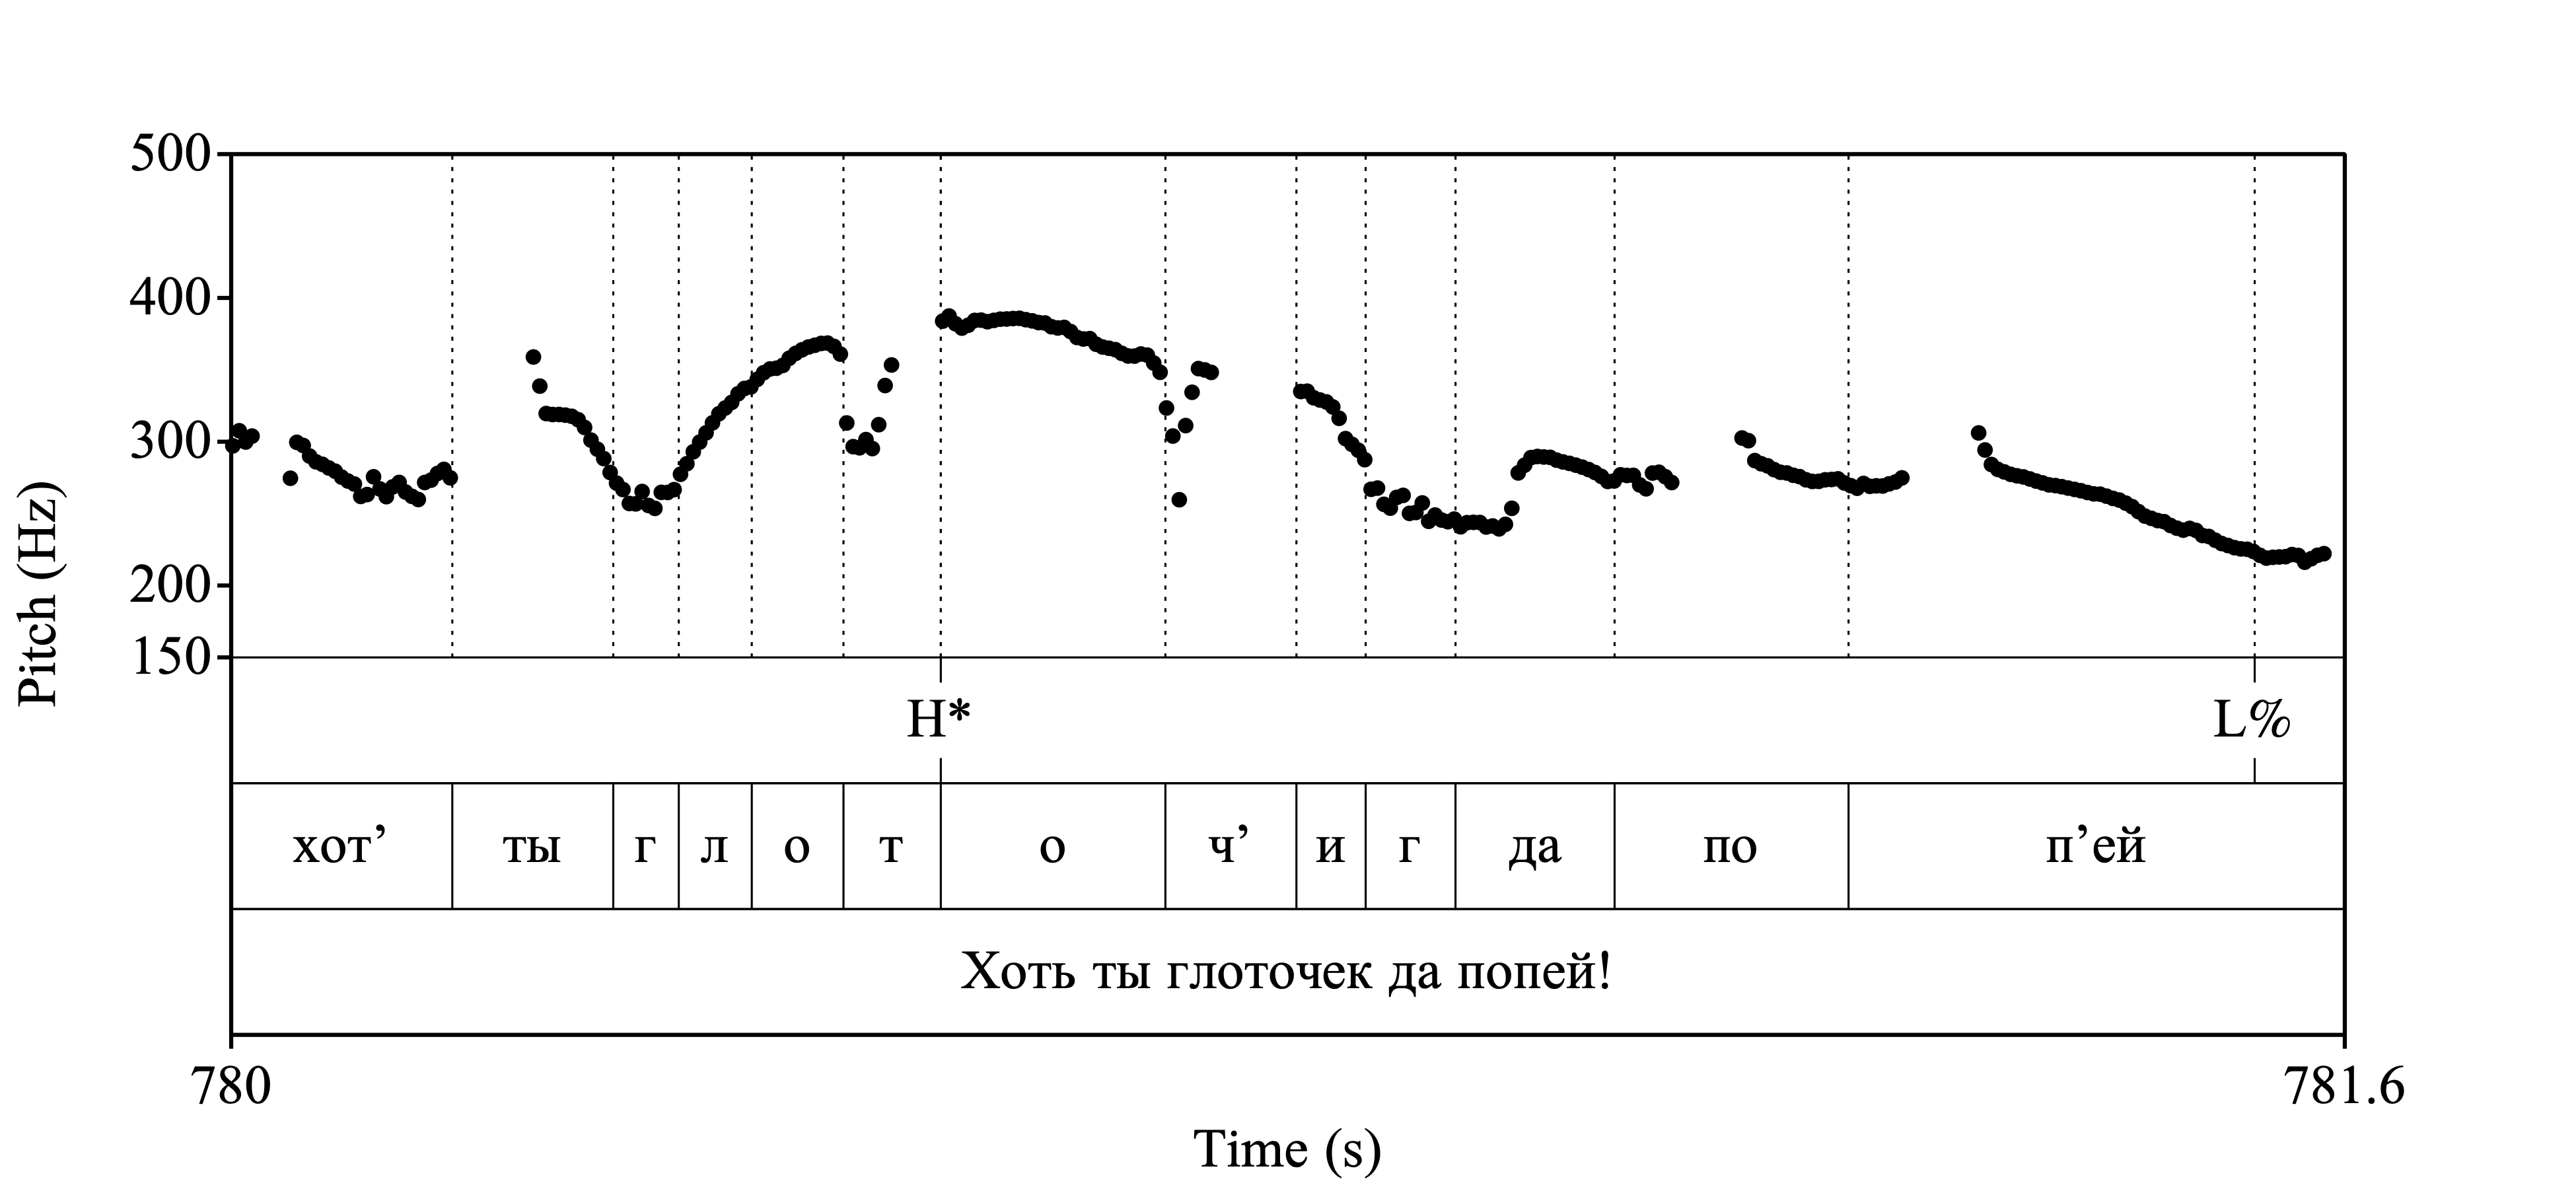 500
400
300
200
150
Pitch (Hz)
H* L%
хот’ ты г л о т о ч’ и г да по п’ей
Хоть ты глоточек да попей!
780 781.6
Time (s)